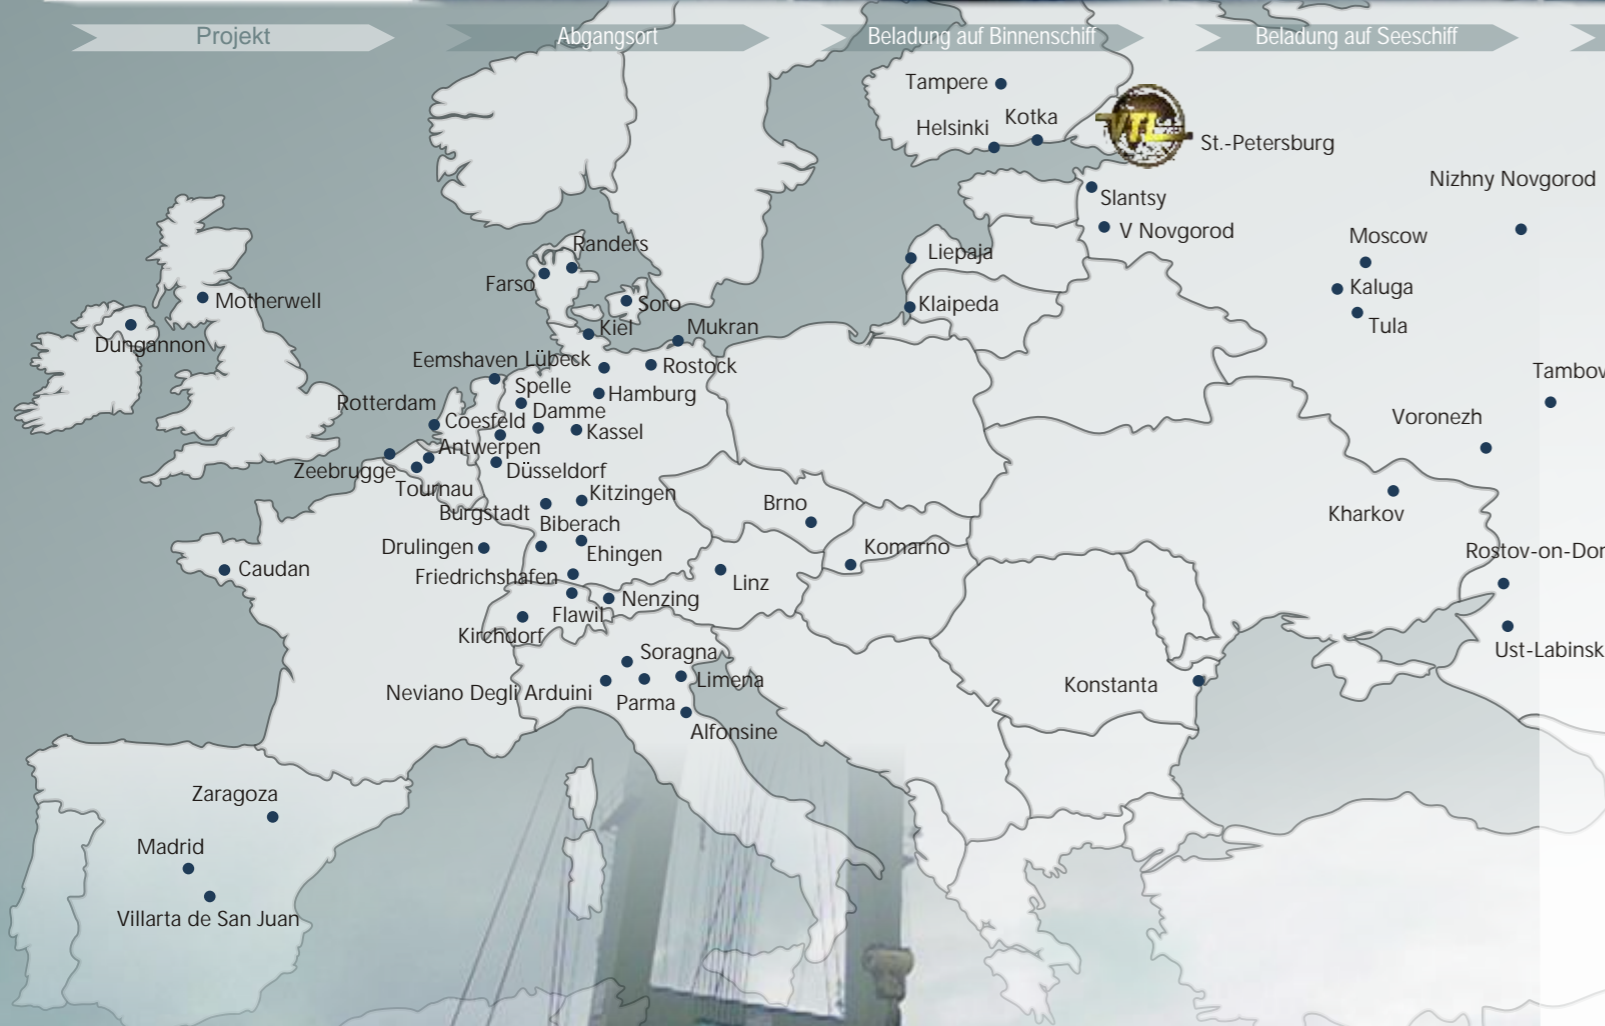 Projekt
Abgangsort
Beladung auf Binnenschiff
Beladung auf Seeschiff
Tampere
Kotka
Helsinki
VTL
St.-Petersburg
Nizhny Novgorod
Slantsy
V Novgorod
Moscow
Randers
Liepaja
Farso
Kaluga
Motherwell
Soro
Klaipeda
Tula
Kiel
Mukran
Dungannon
Eemshaven
Lübeck
Rostock
Tambov
Spelle
Hamburg
Rotterdam
Damme
Voronezh
Coesfeld
Kassel
Antwerpen
Zeebrugge
Düsseldorf
Tournau
Kitzingen
Brno
Burgstadt
Kharkov
Biberach
Drulingen
Komarno
Ehingen
Rostov-on-Don
Caudan
Friedrichshafen
Linz
Nenzing
Flawil
Kirchdorf
Soragna
Ust-Labinsk
Limena
Konstanta
Neviano Degli Arduini
Parma
Alfonsine
Zaragoza
Madrid
Villarta de San Juan